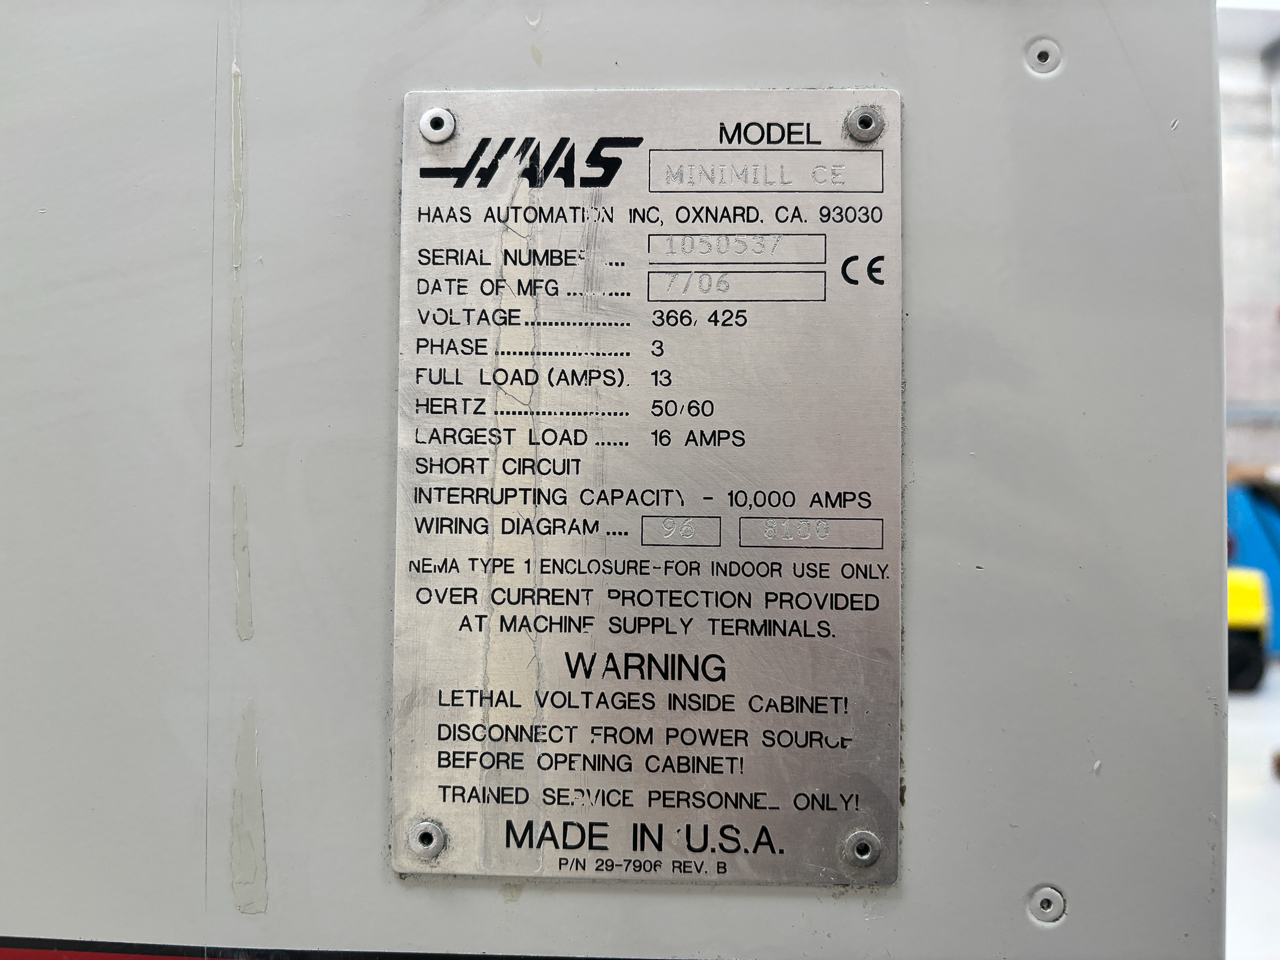 HAAS
MODEL
MINIMILL CE
HAAS AUTOMATION INC, OXNARD. CA. 93030
SERIAL NUMBER .... 1050537
DATE OF MFG .......... 7/06
CE
VOLTAGE.................. 366/425
PHASE ....................... 3
FULL LOAD (AMPS). 13
HERTZ ....................... 50/60
LARGEST LOAD ...... 16 AMPS
SHORT CIRCUIT
INTERRUPTING CAPACITY - 10,000 AMPS
WIRING DIAGRAM .... 96 8100
NEMA TYPE 1 ENCLOSURE-FOR INDOOR USE ONLY.
OVER CURRENT PROTECTION PROVIDED
AT MACHINE SUPPLY TERMINALS.
WARNING
LETHAL VOLTAGES INSIDE CABINET!
DISCONNECT FROM POWER SOURCE
BEFORE OPENING CABINET!
TRAINED SERVICE PERSONNEL ONLY!
MADE IN U.S.A.
P/N 29-7906 REV. B